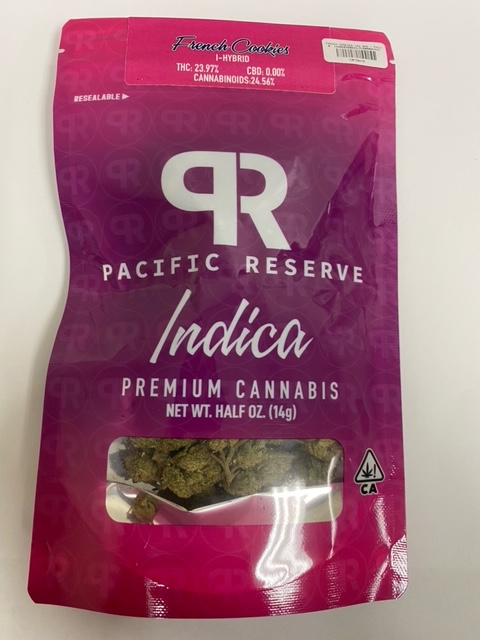 French Cookies
I-HYBRID
THC: 23.97% CBD: 0.00%
CANNABINOIDS:24.56%
RESEALABLE
PR
PACIFIC RESERVE
Indica
PREMIUM CANNABIS
NET WT. HALF OZ. (14g)
CA